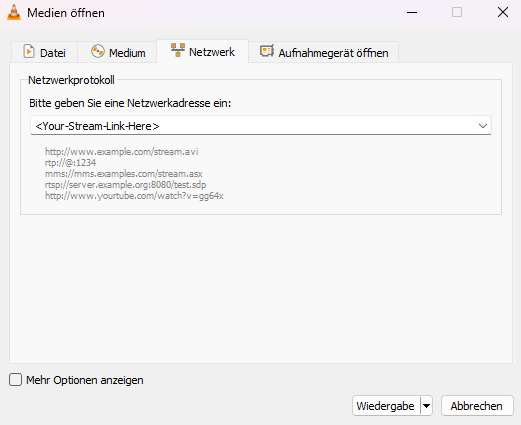 Medien öffnen
Datei
Medium
Netzwerk
Aufnahmegerät öffnen
Netzwerkprotokoll
Bitte geben Sie eine Netzwerkadresse ein:
<Your-Stream-Link-Here>
http://www.example.com/stream.avi
rtp://@:1234
mms://mms.examples.com/stream.asx
rtsp://server.example.org:8080/test.sdp
http://www.yourtube.com/watch?v=gg64x
Mehr Optionen anzeigen
Wiedergabe
Abbrechen